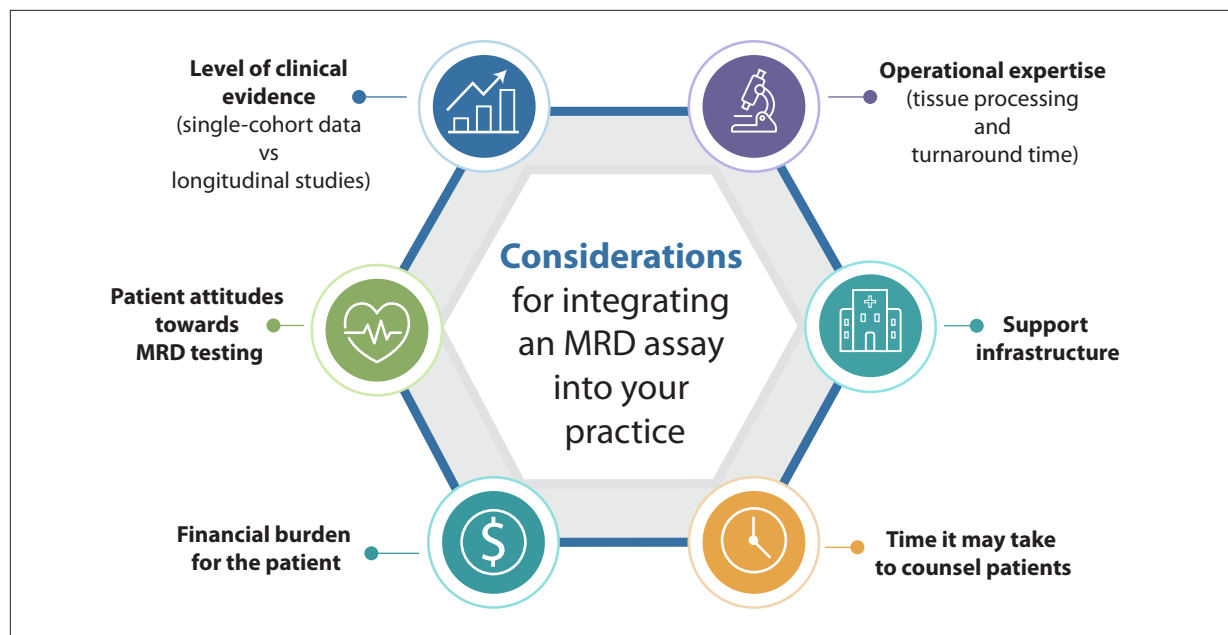 Level of clinical
evidence
(single-cohort data
vs
longitudinal studies)
Operational expertise
(tissue processing
and
turnaround time)
Considerations
for integrating
an MRD assay
into your
practice
Patient attitudes
towards
MRD testing
Support
infrastructure
Financial burden
for the patient
$
Time it may take
to counsel patients